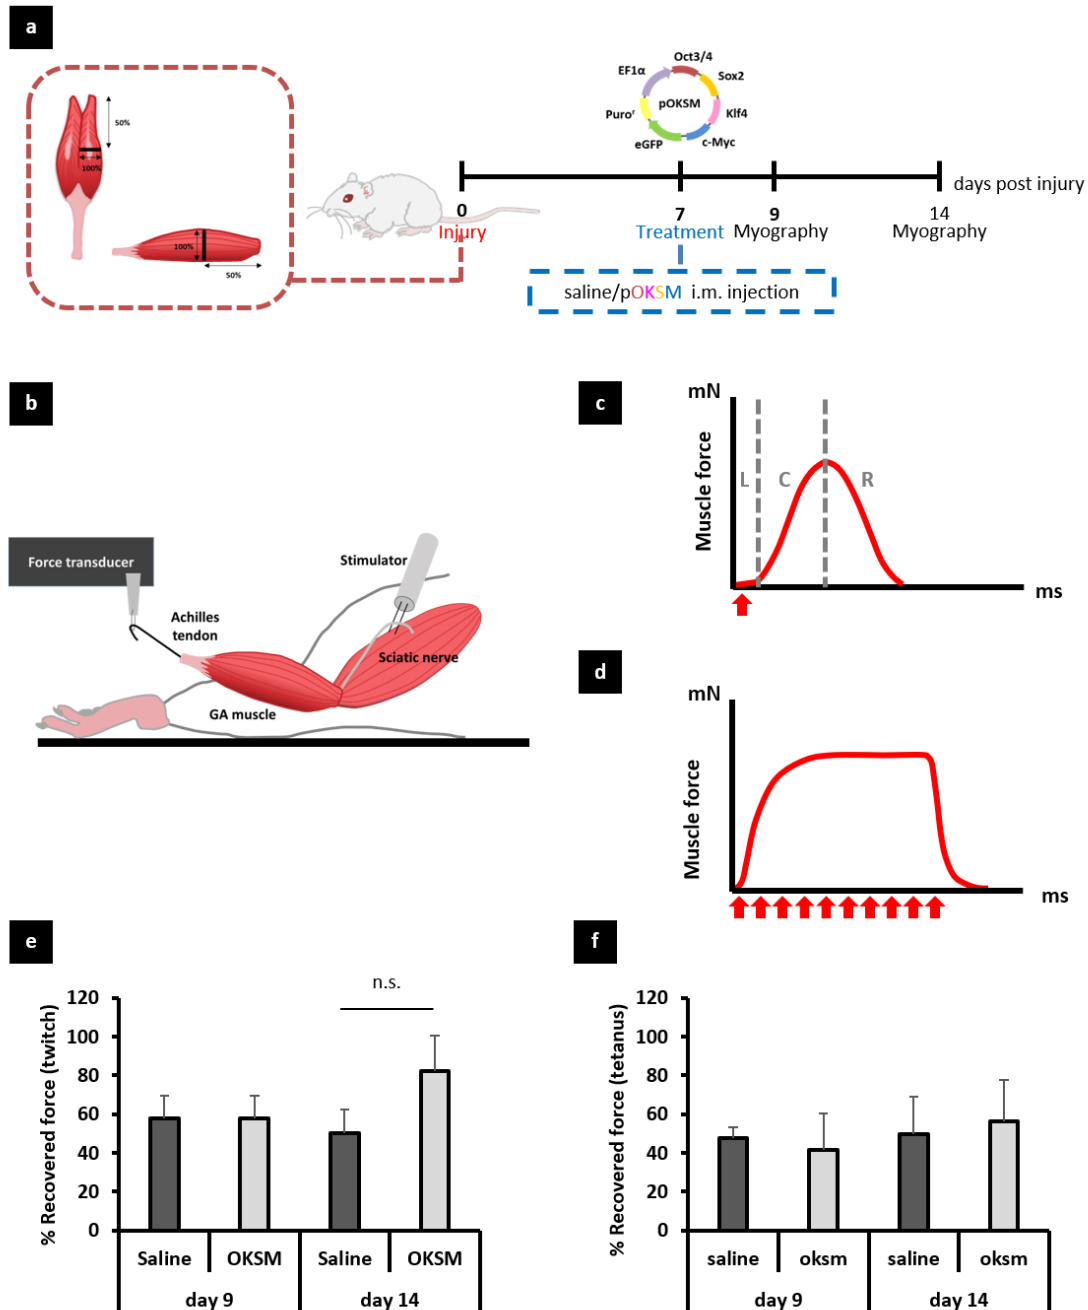 a
50%
100%
100%
50%
EF1α
Oct3/4
Sox2
Klf4
c-Myc
eGFP
Puroʳ
pOKSM
0
7
9
14
days post injury
Injury
Treatment
Myography
Myography
saline/pOKSM i.m. injection
b
Force transducer
Achilles
tendon
Stimulator
Sciatic nerve
GA muscle
c
mN
Muscle force
L
C
R
ms
d
mN
Muscle force
ms
e
% Recovered force (twitch)
120
100
80
60
40
20
0
n.s.
Saline
OKSM
Saline
OKSM
day 9
day 14
f
% Recovered force (tetanus)
120
100
80
60
40
20
0
saline
oksm
saline
oksm
day 9
day 14